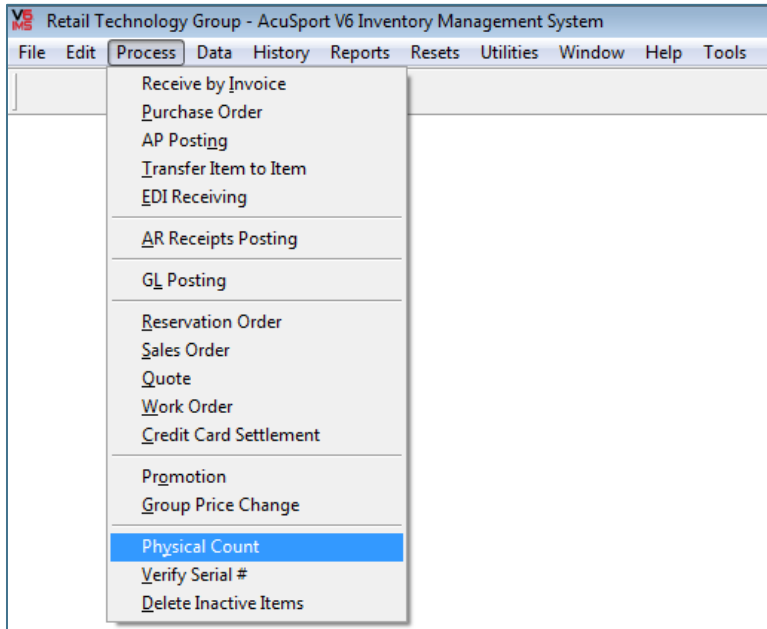 V6 MS Retail Technology Group - AcuSport V6 Inventory Management System
File Edit Process Data History Reports Resets Utilities Window Help Tools
Receive by Invoice
Purchase Order
AP Posting
Transfer Item to Item
EDI Receiving
AR Receipts Posting
GL Posting
Reservation Order
Sales Order
Quote
Work Order
Credit Card Settlement
Promotion
Group Price Change
Physical Count
Verify Serial #
Delete Inactive Items